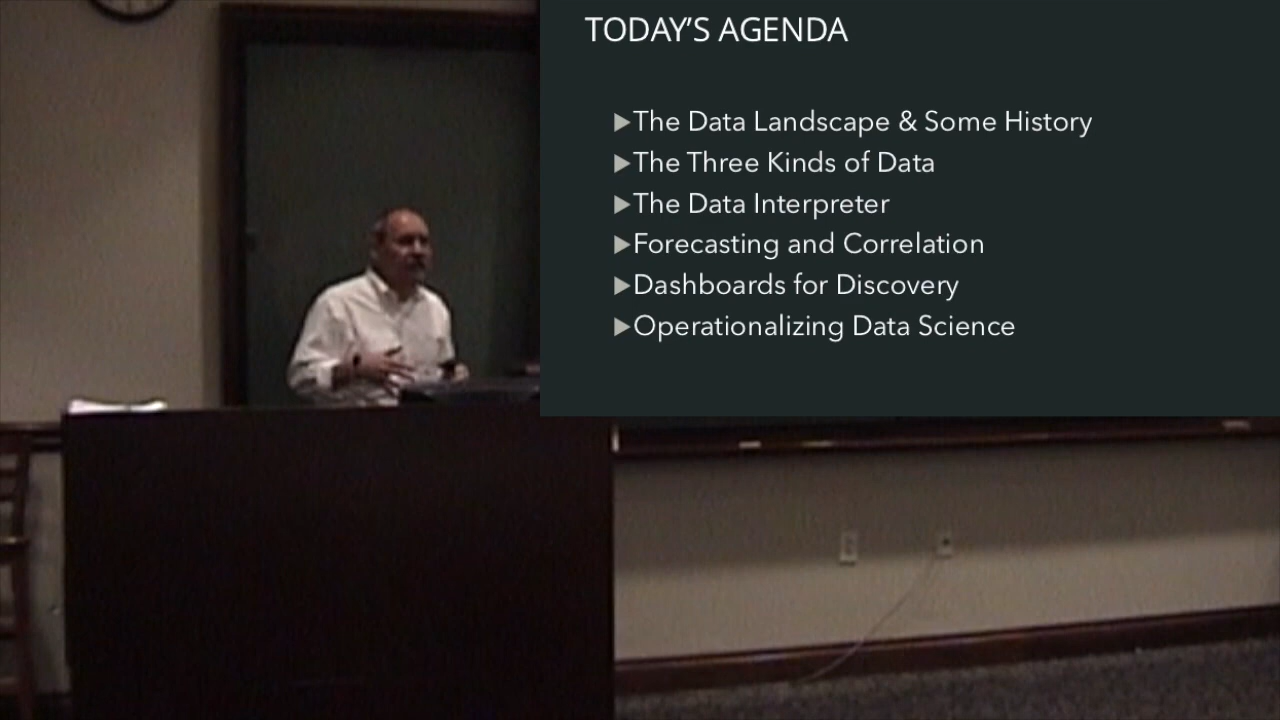 TODAY'S AGENDA
▶The Data Landscape & Some History
▶The Three Kinds of Data
▶The Data Interpreter
▶Forecasting and Correlation
▶Dashboards for Discovery
▶Operationalizing Data Science